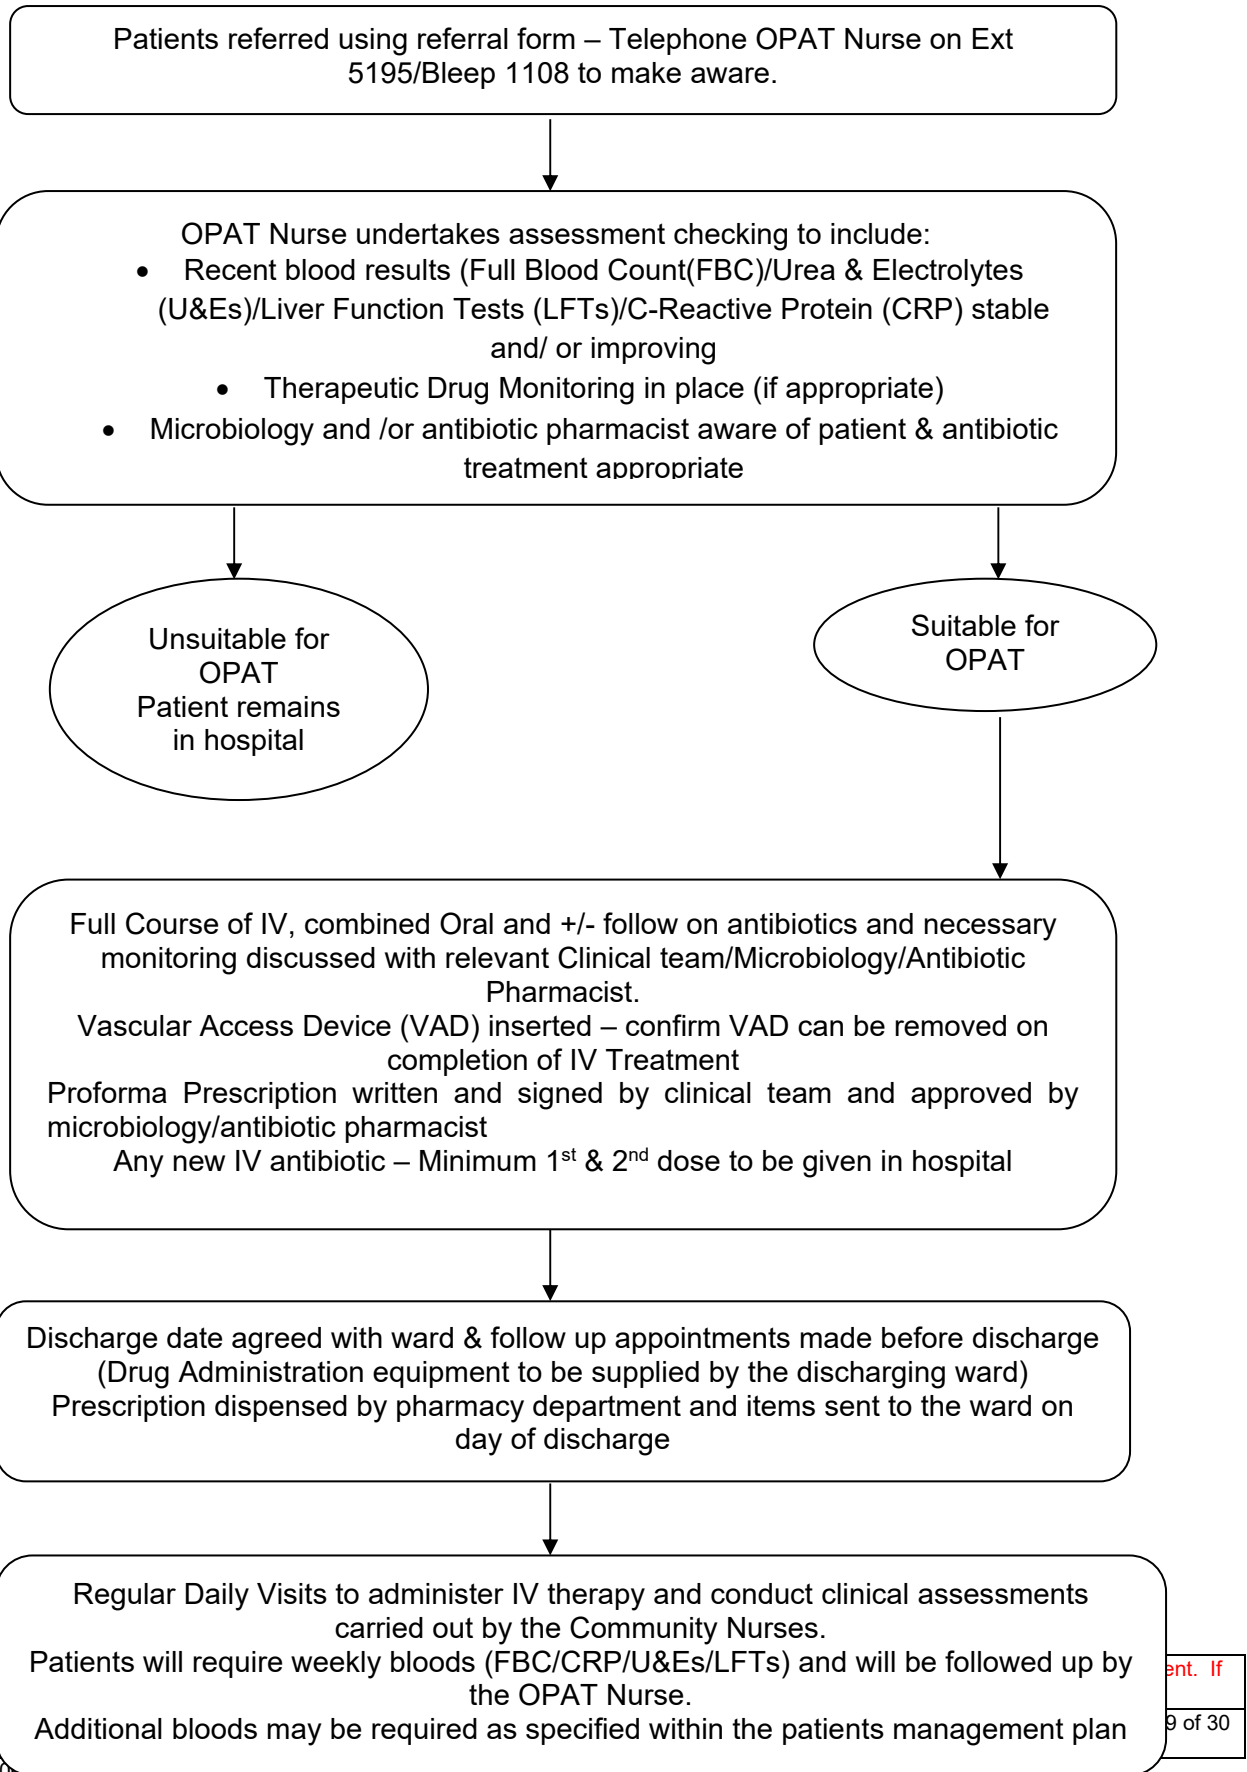 Patients referred using referral form – Telephone OPAT Nurse on Ext
5195/Bleep 1108 to make aware.
OPAT Nurse undertakes assessment checking to include:
• Recent blood results (Full Blood Count(FBC)/Urea & Electrolytes
(U&Es)/Liver Function Tests (LFTs)/C-Reactive Protein (CRP) stable
and/ or improving
• Therapeutic Drug Monitoring in place (if appropriate)
• Microbiology and /or antibiotic pharmacist aware of patient & antibiotic
treatment appropriate
Unsuitable for
OPAT
Patient remains
in hospital
Suitable for
OPAT
Full Course of IV, combined Oral and +/- follow on antibiotics and necessary
monitoring discussed with relevant Clinical team/Microbiology/Antibiotic
Pharmacist.
Vascular Access Device (VAD) inserted – confirm VAD can be removed on
completion of IV Treatment
Proforma Prescription written and signed by clinical team and approved by
microbiology/antibiotic pharmacist
Any new IV antibiotic – Minimum 1st & 2nd dose to be given in hospital
Discharge date agreed with ward & follow up appointments made before discharge
(Drug Administration equipment to be supplied by the discharging ward)
Prescription dispensed by pharmacy department and items sent to the ward on
day of discharge
Regular Daily Visits to administer IV therapy and conduct clinical assessments
carried out by the Community Nurses.
Patients will require weekly bloods (FBC/CRP/U&Es/LFTs) and will be followed up by
the OPAT Nurse.
Additional bloods may be required as specified within the patients management plan
ent. If
9 of 30